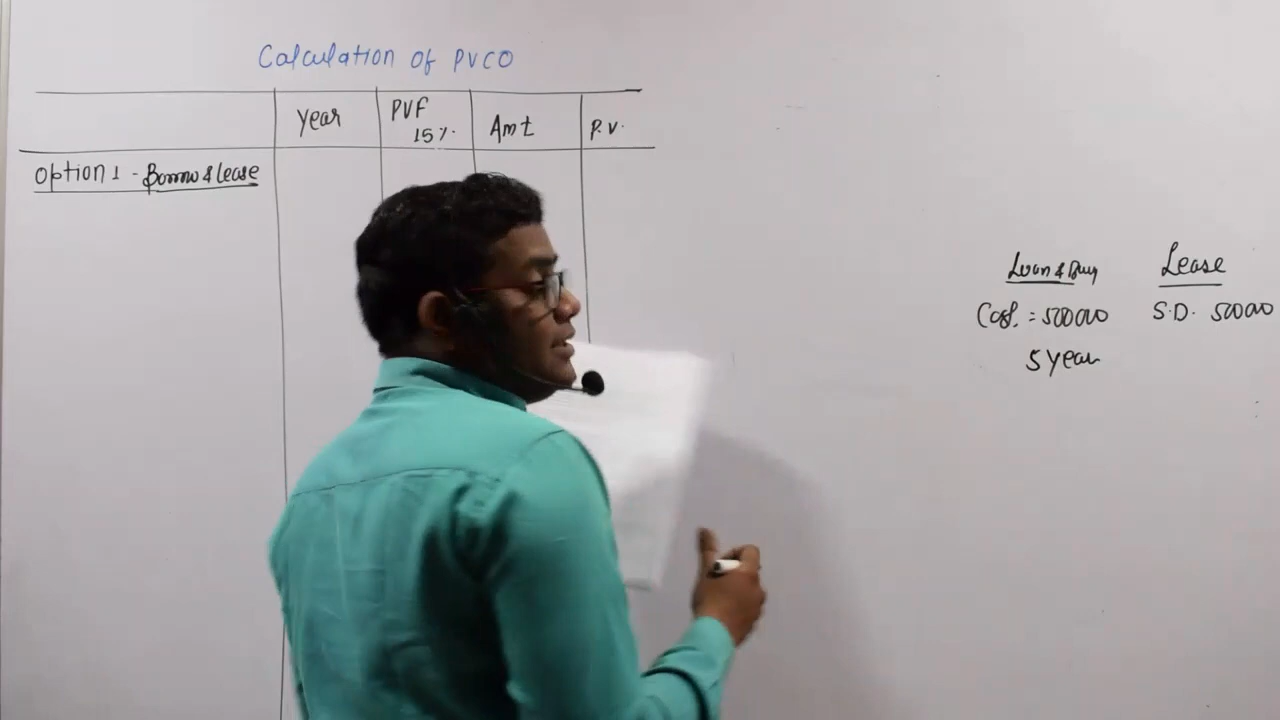 Calculation of PVCO
Year
PVF
15%.
Amt
P.V.
Option 1 - Borrow & Lease
Loan & Buy
Lease
Cost. = 500000
S.D. 500000
5 Year